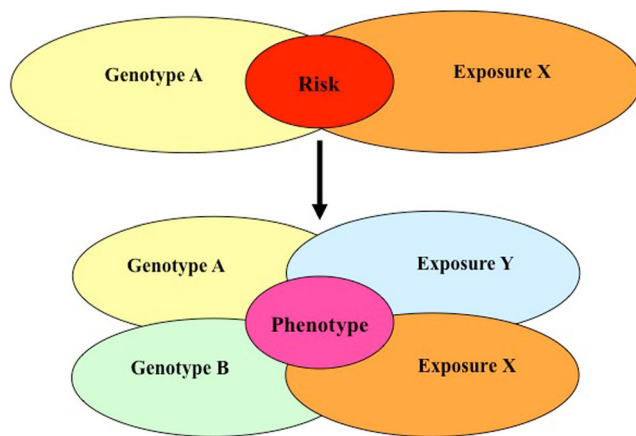 Genotype A
Risk
Exposure X
Genotype A
Exposure Y
Phenotype
Genotype B
Exposure X